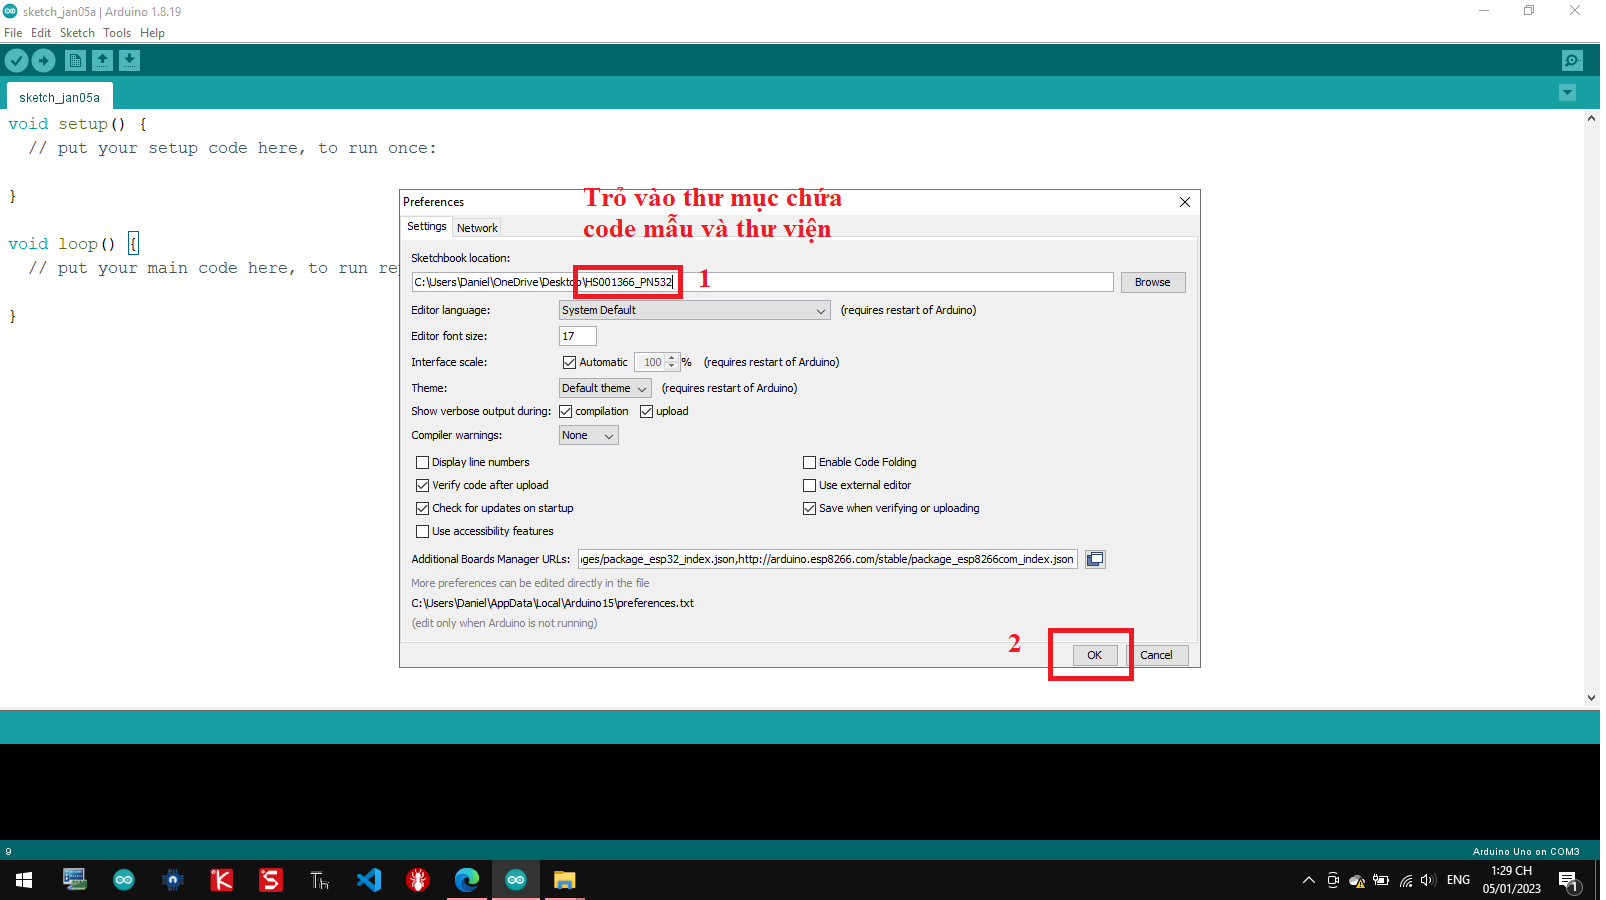 sketch_jan05a | Arduino 1.8.19
File Edit Sketch Tools Help
sketch_jan05a
void setup() {
// put your setup code here, to run once:
}
void loop() {
// put your main code here, to run rep
}
Preferences
Trỏ vào thư mục chứa
code mẫu và thư viện
Settings Network
Sketchbook location:
C:\Users\Daniel\OneDrive\Desktop\HS001366_PN532 1 Browse
Editor language: System Default (requires restart of Arduino)
Editor font size: 17
Interface scale: Automatic 100 % (requires restart of Arduino)
Theme: Default theme (requires restart of Arduino)
Show verbose output during: compilation upload
Compiler warnings: None
Display line numbers Enable Code Folding
Verify code after upload Use external editor
Check for updates on startup Save when verifying or uploading
Use accessibility features
Additional Boards Manager URLs: ges/package_esp32_index.json,http://arduino.esp8266.com/stable/package_esp8266com_index.json
More preferences can be edited directly in the file
C:\Users\Daniel\AppData\Local\Arduino15\preferences.txt
(edit only when Arduino is not running)
2 OK Cancel
9 Arduino Uno on COM3
ENG 1:29 CH
05/01/2023 1